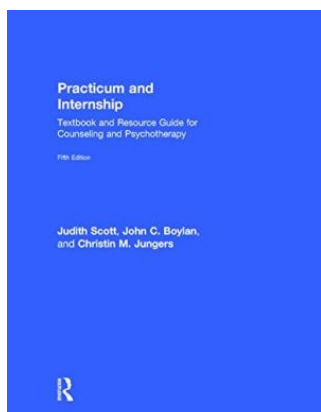 Practicum and
Internship
Textbook and Resource Guide for
Counseling and Psychotherapy
Fifth Edition
Judith Scott, John C. Boylan,
and Christin M. Jungers
R